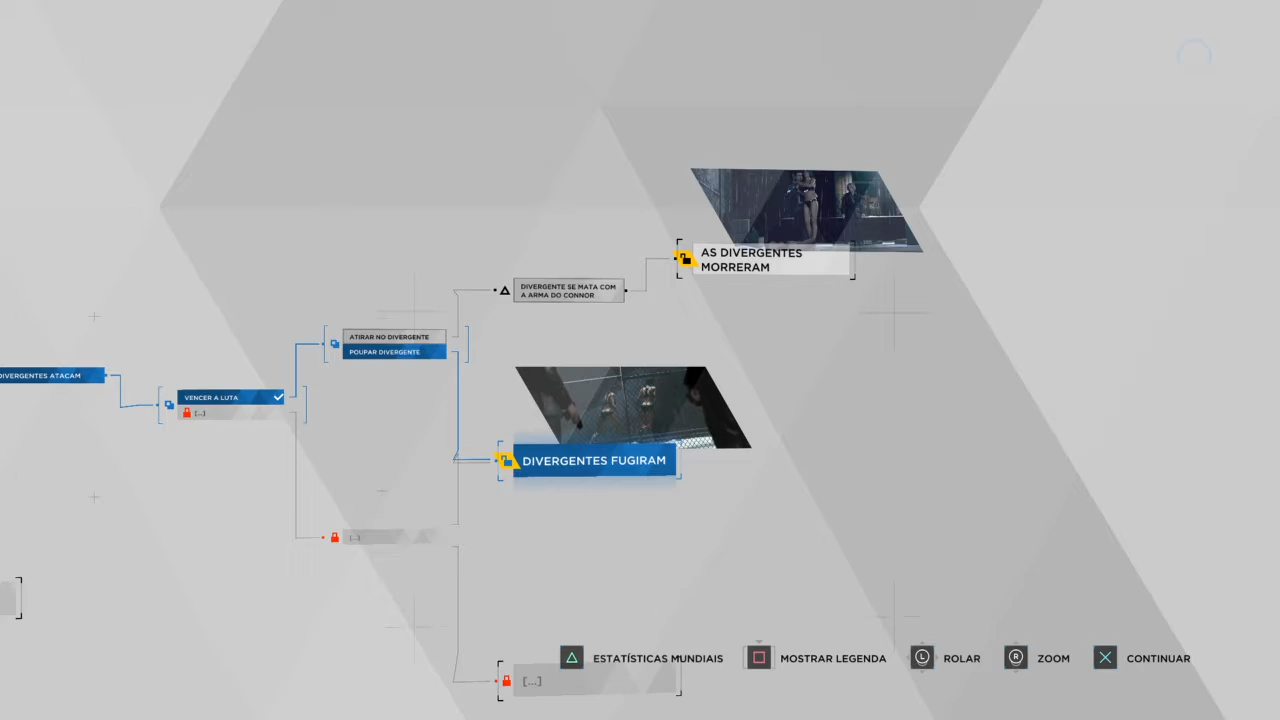 AS DIVERGENTES
MORRERAM
DIVERGENTE SE MATA COM
A ARMA DO CONNOR
ATIRAR NO DIVERGENTE
POUPAR DIVERGENTE
DIVERGENTES ATACAM
VENCER A LUTA
[...]
DIVERGENTES FUGIRAM
[...]
[...]
ESTATÍSTICAS MUNDIAIS
MOSTRAR LEGENDA
L
ROLAR
R
ZOOM
CONTINUAR